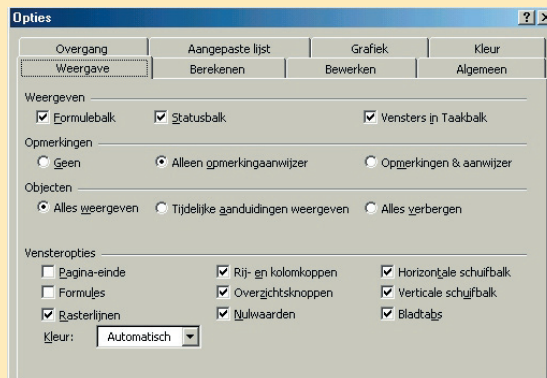 Opties
Overgang Aangepaste lijst Grafiek Kleur
Weergave Berekenen Bewerken Algemeen
Weergeven
Formulebalk Statusbalk Vensters in Taakbalk
Opmerkingen
Geen Alleen opmerkingaanwijzer Opmerkingen & aanwijzer
Objecten
Alles weergeven Tijdelijke aanduidingen weergeven Alles verbergen
Vensteropties
Pagina-einde Rij- en kolomkoppen Horizontale schuifbalk
Formules Overzichtsknoppen Verticale schuifbalk
Rasterlijnen Nulwaarden Bladtabs
Kleur: Automatisch